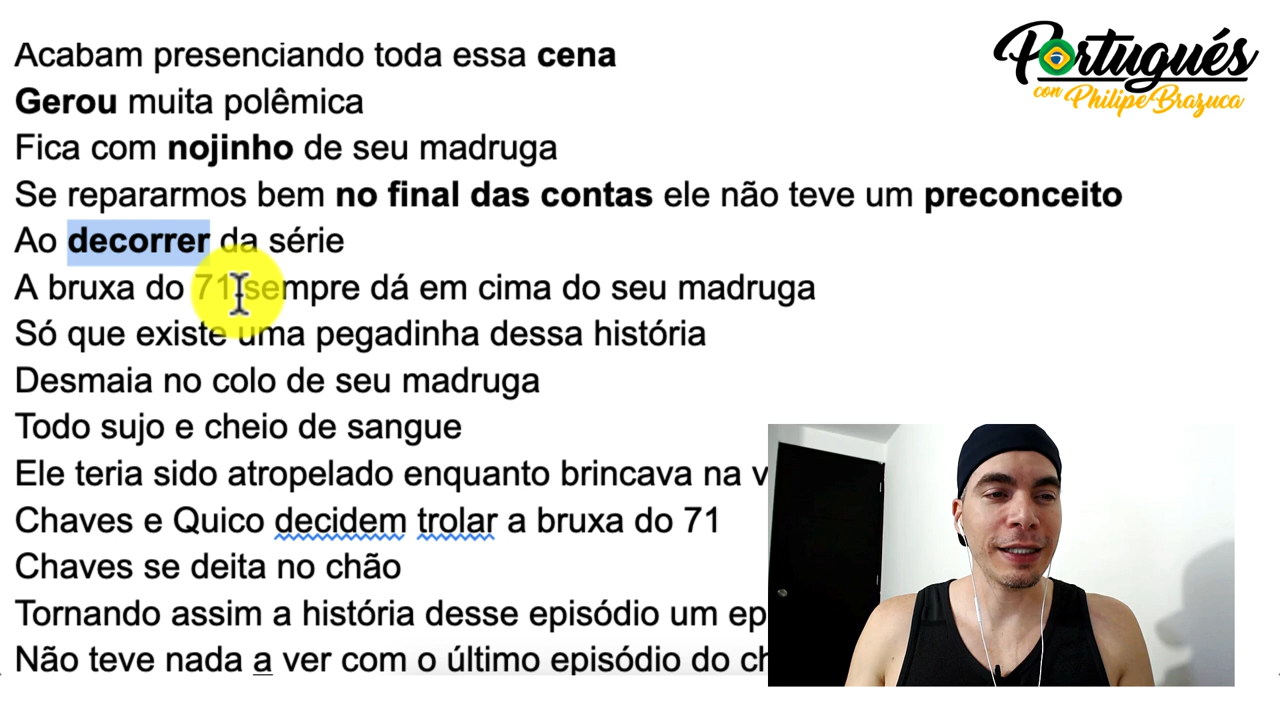 Acabam presenciando toda essa cena
Gerou muita polêmica
Fica com nojinho de seu madruga
Se repararmos bem no final das contas ele não teve um preconceito
Ao decorrer da série
A bruxa do 71 sempre dá em cima do seu madruga
Só que existe uma pegadinha dessa história
Desmaia no colo de seu madruga
Todo sujo e cheio de sangue
Ele teria sido atropelado enquanto brincava na v
Chaves e Quico decidem trolar a bruxa do 71
Chaves se deita no chão
Tornando assim a história desse episódio um ep
Não teve nada a ver com o último episódio do ch
Portugués
con Philipe Brazuca